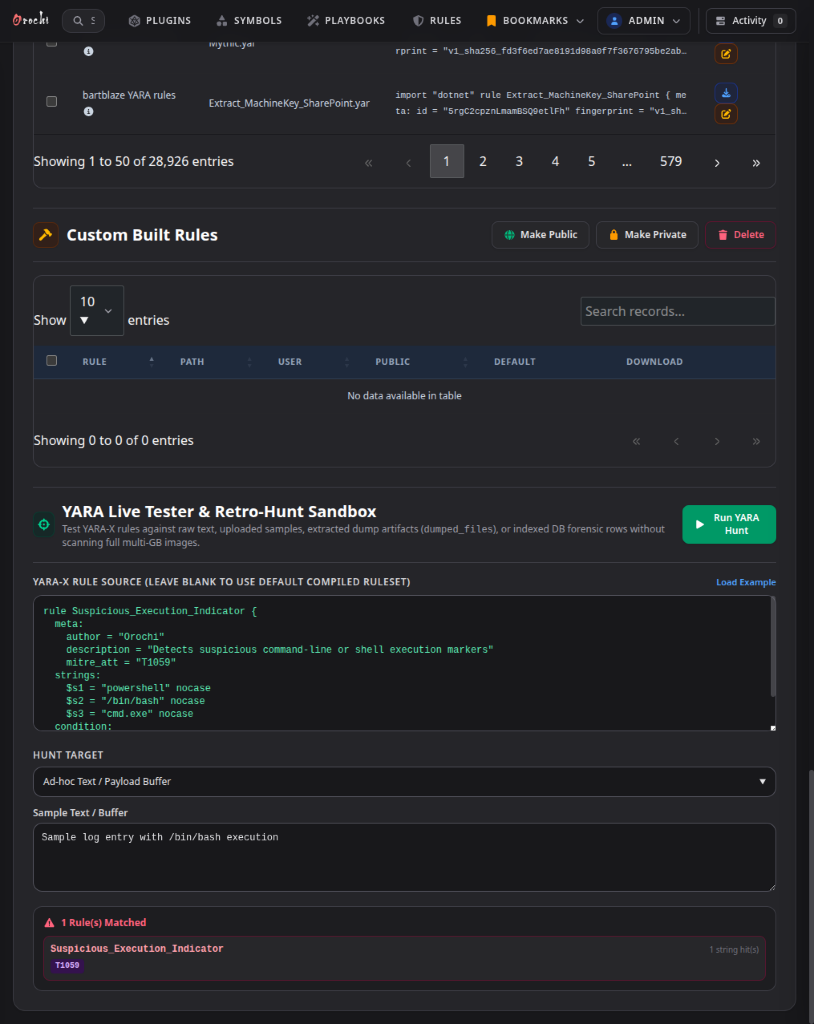 Orochi
S
PLUGINS
SYMBOLS
PLAYBOOKS
RULES
BOOKMARKS
ADMIN
Activity 0
Mythic.yar
rprint = "v1_sha256_fd3f6ed7ae8191d98a0f7f3676795be2ab…
bartblaze YARA rules
Extract_MachineKey_SharePoint.yar
import "dotnet" rule Extract_MachineKey_SharePoint { me
ta: id = "5rgC2cpznLmamBSQ9etlFh" fingerprint = "v1_sh…
Showing 1 to 50 of 28,926 entries
« ‹ 1 2 3 4 5 … 579 › »
Custom Built Rules
Make Public
Make Private
Delete
Show 10 entries
Search records...
RULE PATH USER PUBLIC DEFAULT DOWNLOAD
No data available in table
Showing 0 to 0 of 0 entries
« ‹ › »
YARA Live Tester & Retro-Hunt Sandbox
Test YARA-X rules against raw text, uploaded samples, extracted dump artifacts (dumped_files), or indexed DB forensic rows without
scanning full multi-GB images.
Run YARA
Hunt
YARA-X RULE SOURCE (LEAVE BLANK TO USE DEFAULT COMPILED RULESET)
Load Example
rule Suspicious_Execution_Indicator {
meta:
author = "Orochi"
description = "Detects suspicious command-line or shell execution markers"
mitre_att = "T1059"
strings:
$s1 = "powershell" nocase
$s2 = "/bin/bash" nocase
$s3 = "cmd.exe" nocase
condition:
HUNT TARGET
Ad-hoc Text / Payload Buffer
Sample Text / Buffer
Sample log entry with /bin/bash execution
1 Rule(s) Matched
Suspicious_Execution_Indicator
1 string hit(s)
T1059